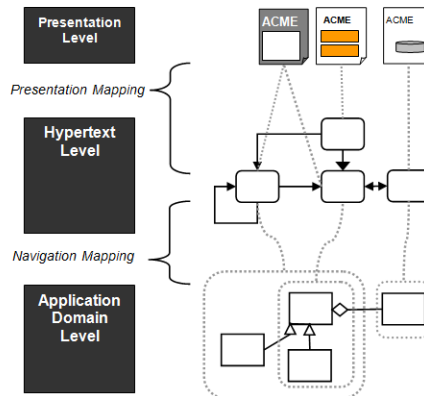 Presentation
Level
ACME
ACME
ACME
Presentation Mapping
Hypertext
Level
Navigation Mapping
Application
Domain
Level